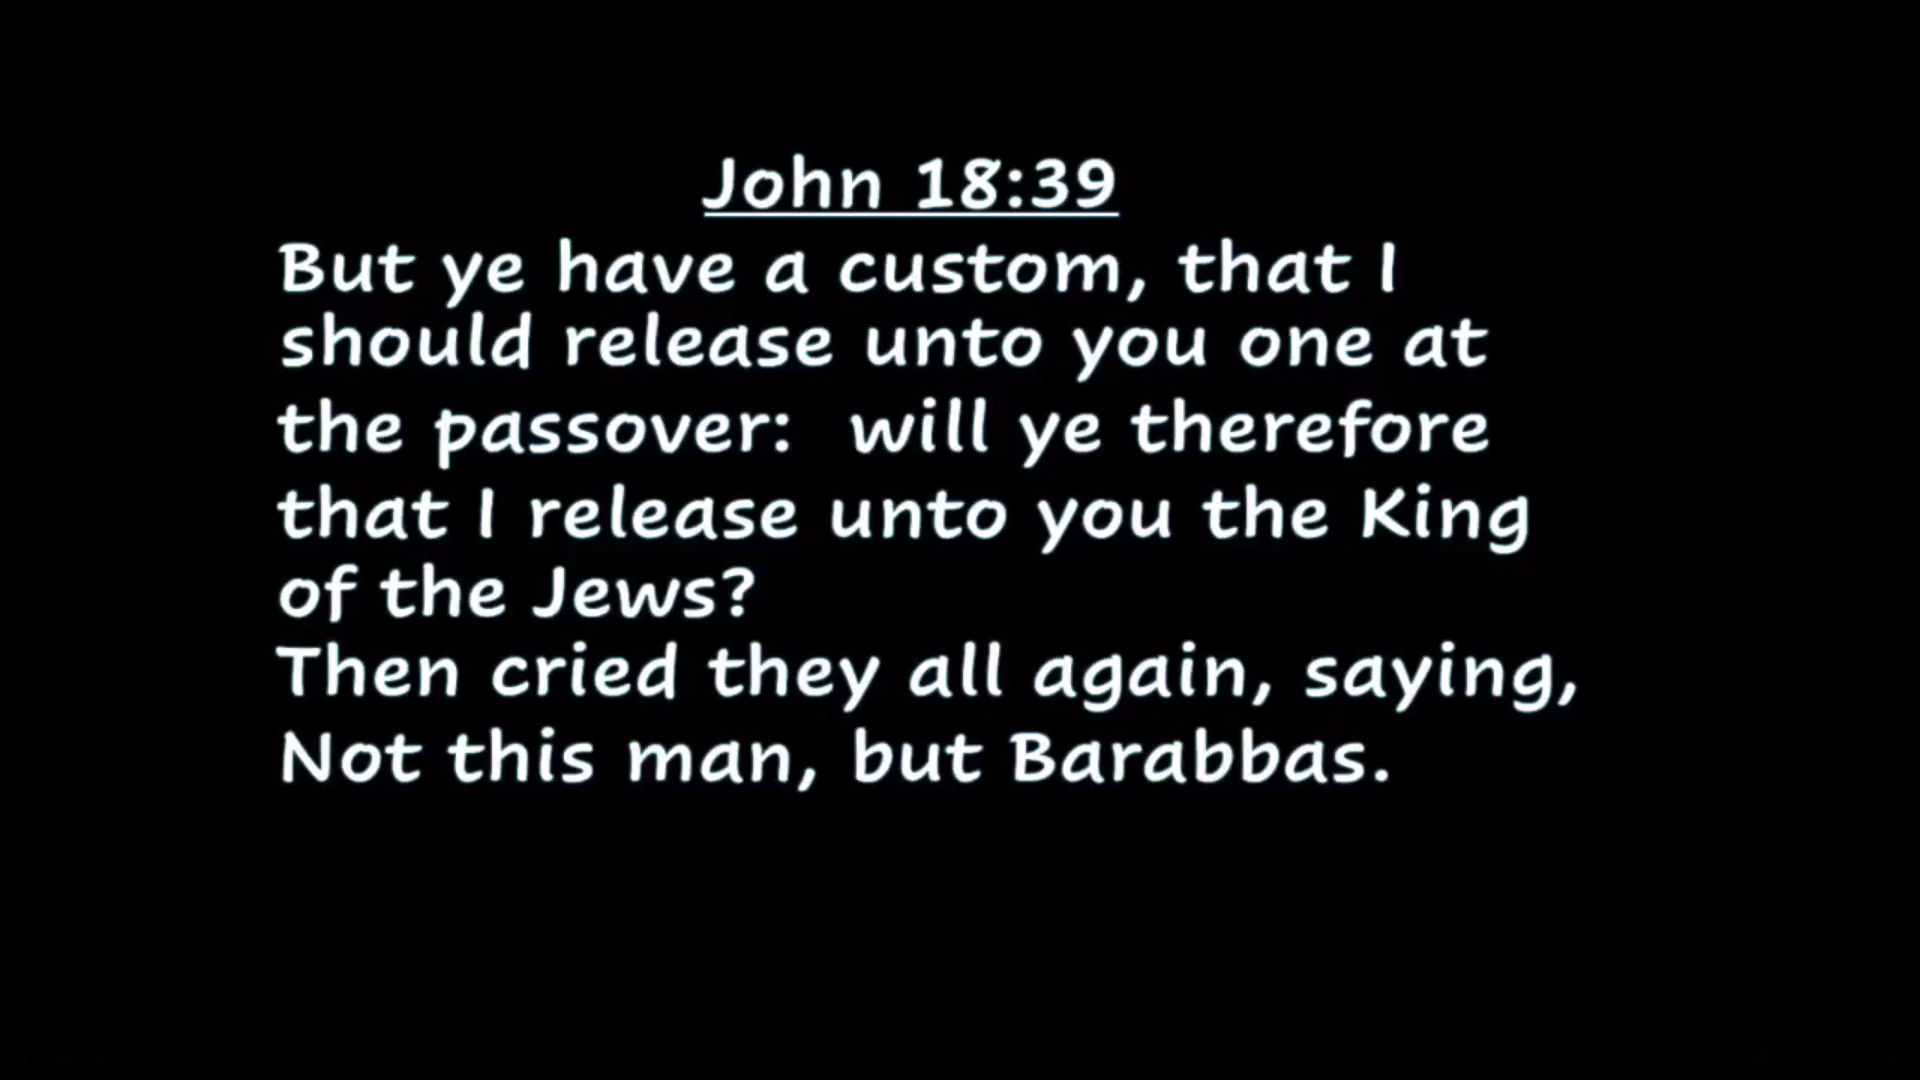 John 18:39
But ye have a custom, that I
should release unto you one at
the passover: will ye therefore
that I release unto you the King
of the Jews?
Then cried they all again, saying,
Not this man, but Barabbas.